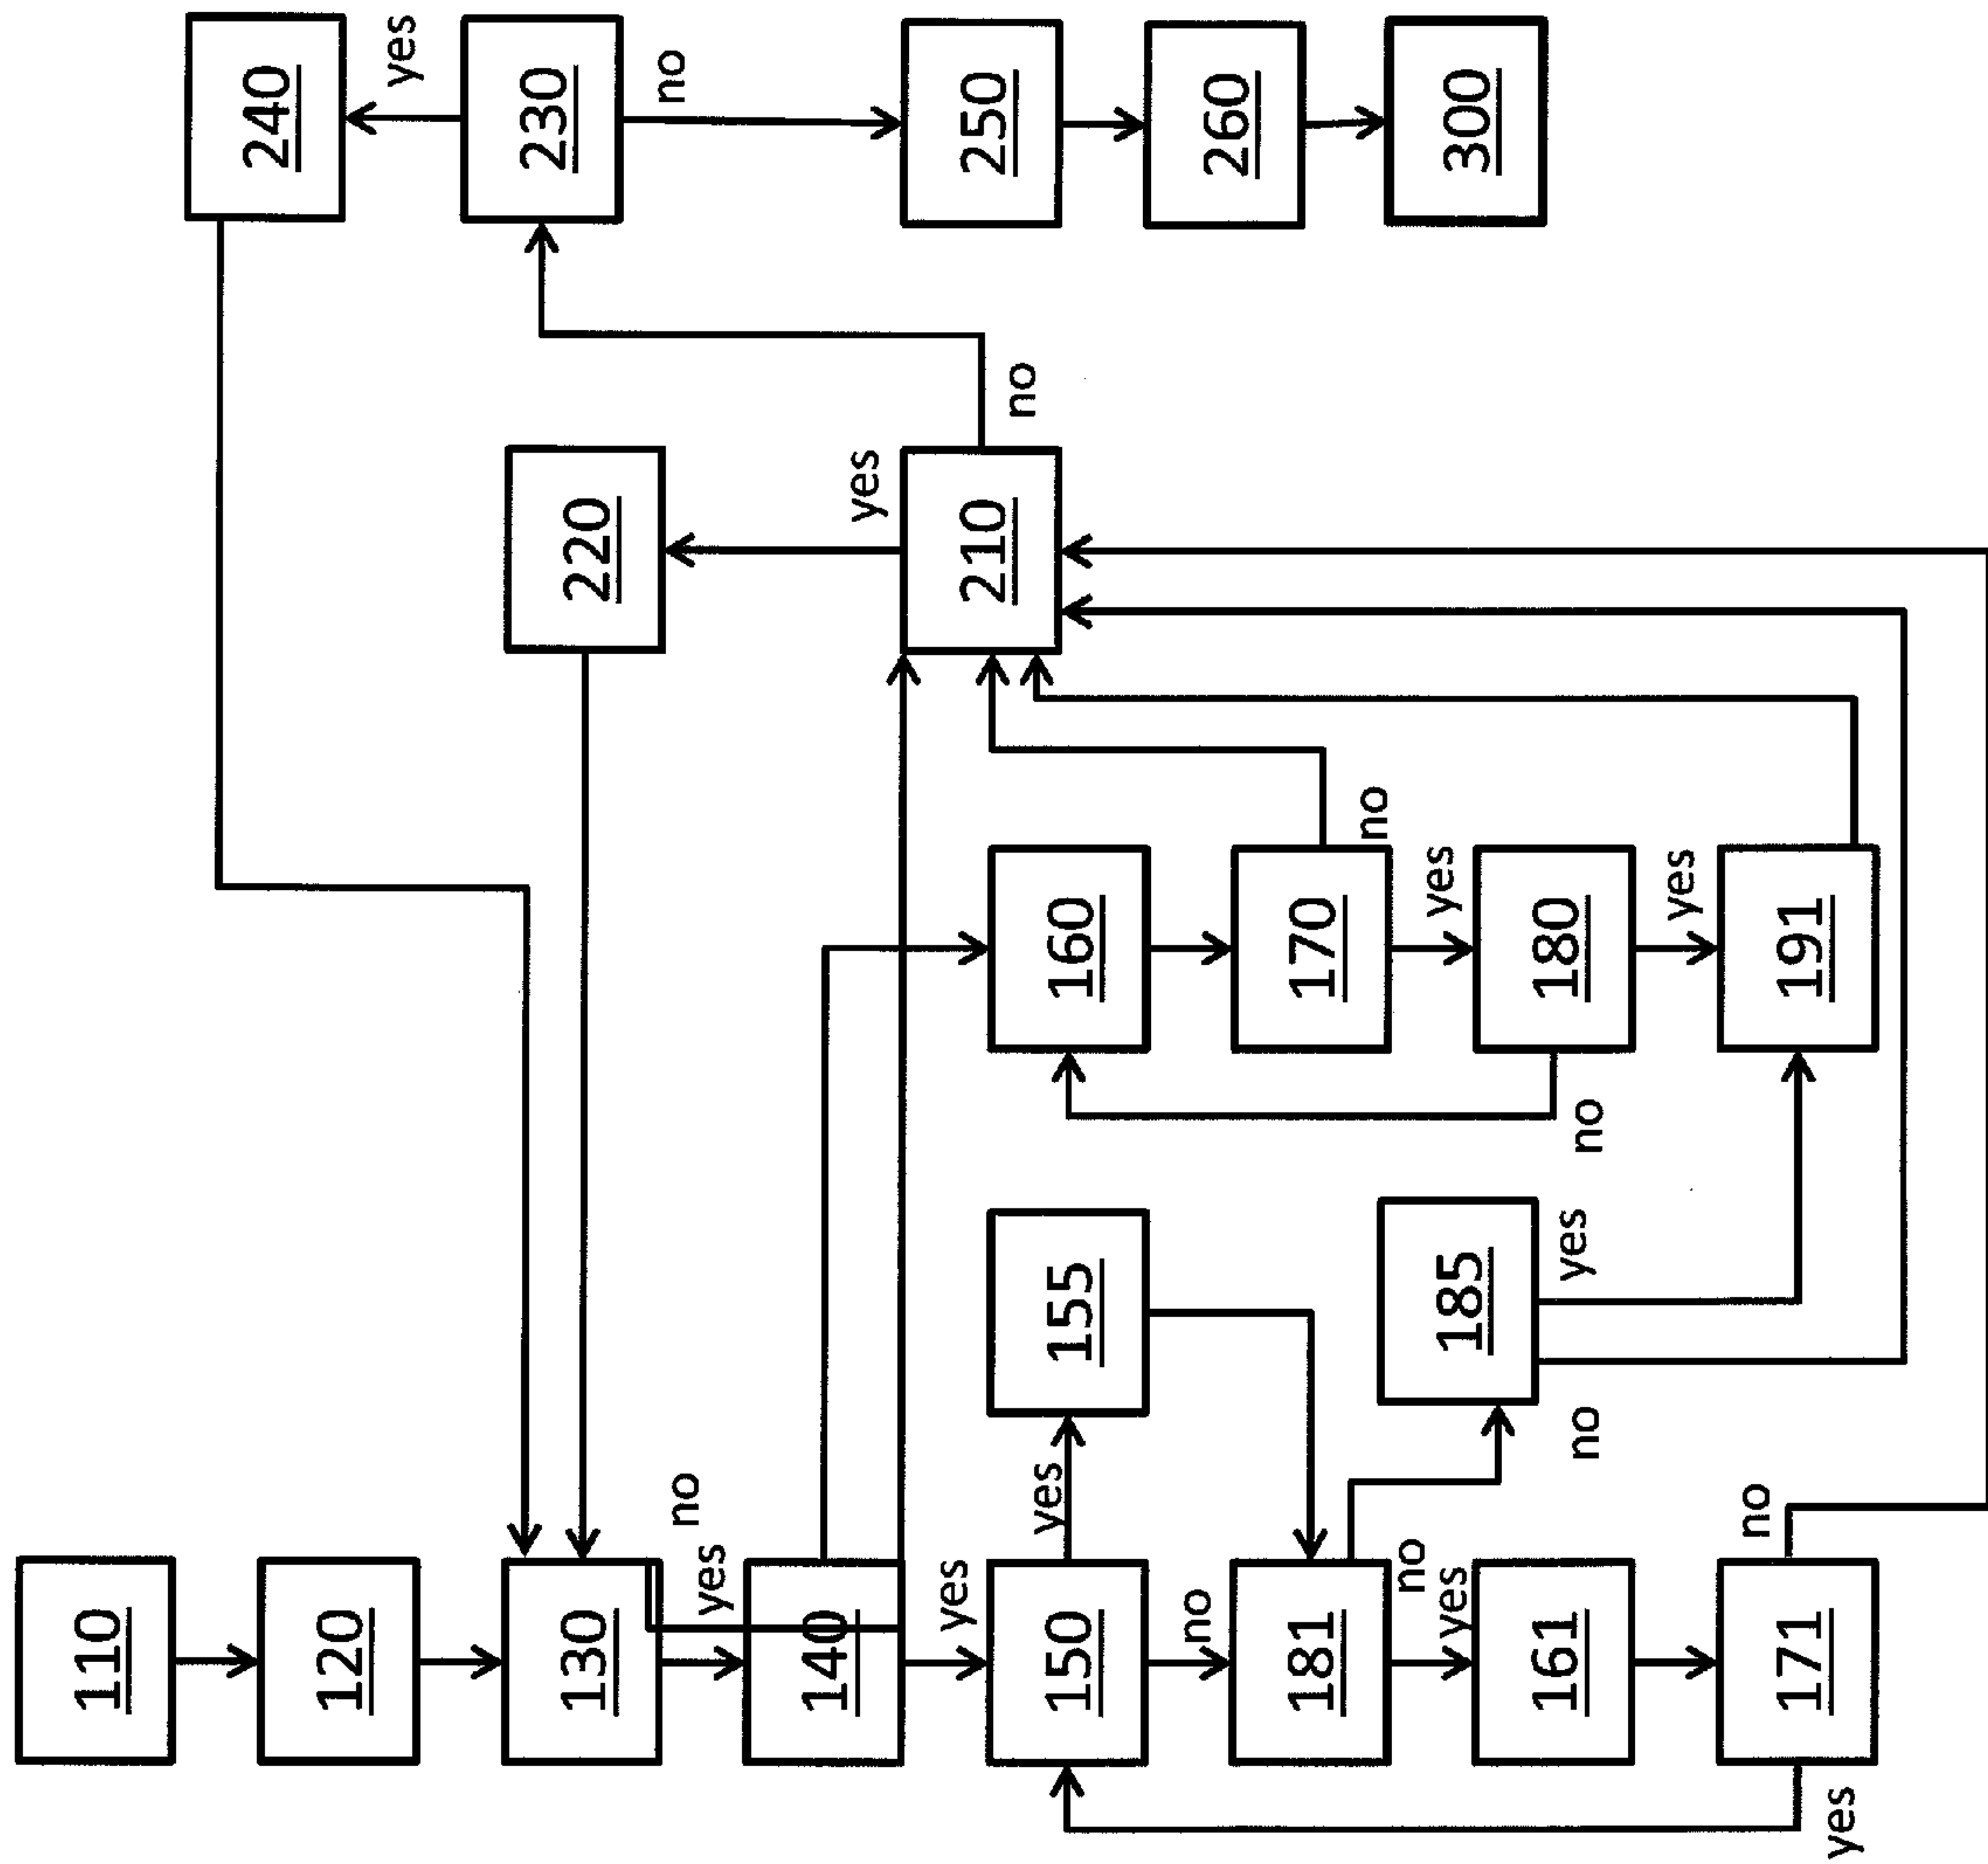 110
120
130
no
yes
140
yes
150
yes
155
no
181
no
yes
161
171
no
yes
185
yes
no
160
170
no
yes
180
no
yes
191
220
yes
210
no
240
yes
230
no
250
260
300